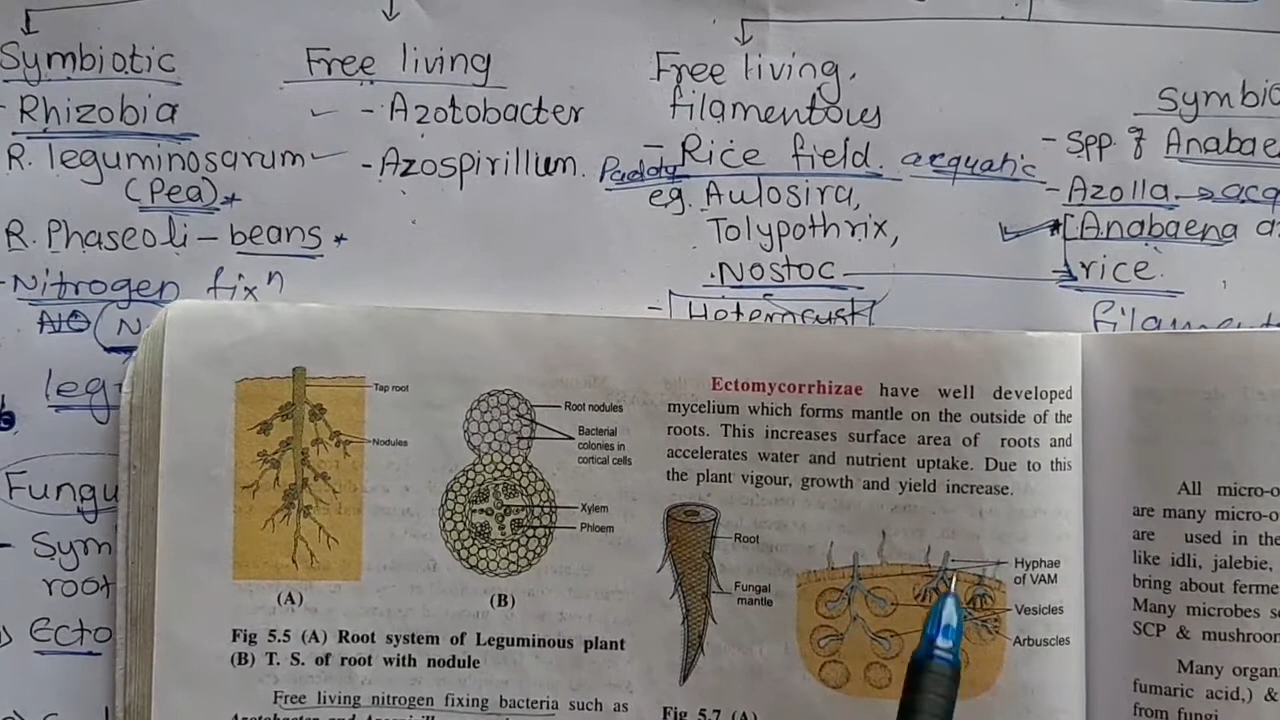 Symbiotic
- Rhizobia
R. leguminosarum
(Pea)*
R. Phaseoli - beans *
- Nitrogen fixn
N
leg
Fungu
- Sym
root
Ecto
Free living
- Azotobacter
- Azospirillum.
Free living.
filamentous
- Rice field. acquatic
Paddy
eg. Aulosira,
Tolypothrix,
Nostoc
- Heterocyst
Symbio
- Spp. of Anabae
- Azolla → acq
[Anabaena a
rice.
filament
Tap root
Nodules
(A)
Root nodules
Bacterial
colonies in
cortical cells
Xylem
Phloem
(B)
Fig 5.5 (A) Root system of Leguminous plant
(B) T. S. of root with nodule
Free living nitrogen fixing bacteria such as
Ectomycorrhizae have well developed
mycelium which forms mantle on the outside of the
roots. This increases surface area of roots and
accelerates water and nutrient uptake. Due to this
the plant vigour, growth and yield increase.
Root
Fungal
mantle
Hyphae
of VAM
Vesicles
Arbuscles
Fig 5.7 (A)
All micro-o
are many micro-o
are used in the
like idli, jalebie,
bring about ferme
Many microbes s
SCP & mushroom
Many organ
fumaric acid,) &
from fungi